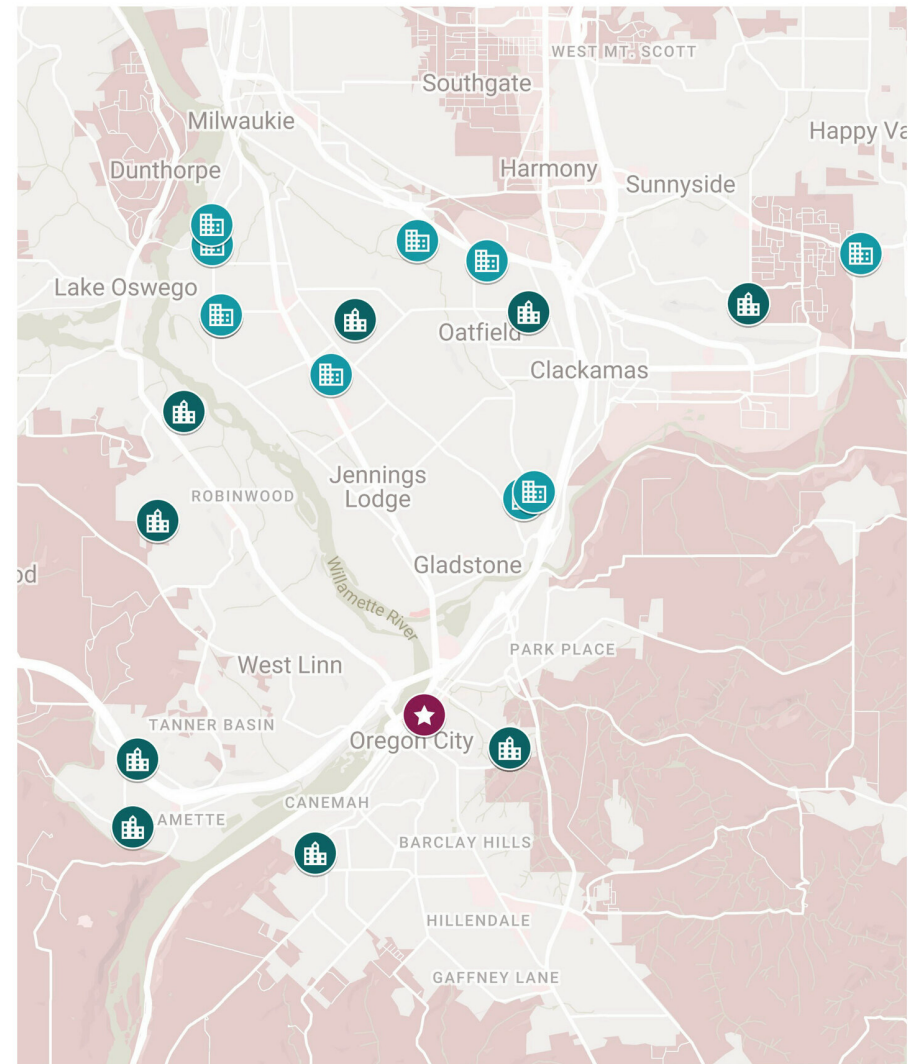 WEST MT. SCOTT
Southgate
Milwaukie
Happy Va
Dunthorpe
Harmony
Sunnyside
Lake Oswego
Oatfield
Clackamas
Jennings
Lodge
ROBINWOOD
Gladstone
od
Willamette River
PARK PLACE
West Linn
TANNER BASIN
Oregon City
CANEMAH
AMETTE
BARCLAY HILLS
HILLENDALE
GAFFNEY LANE